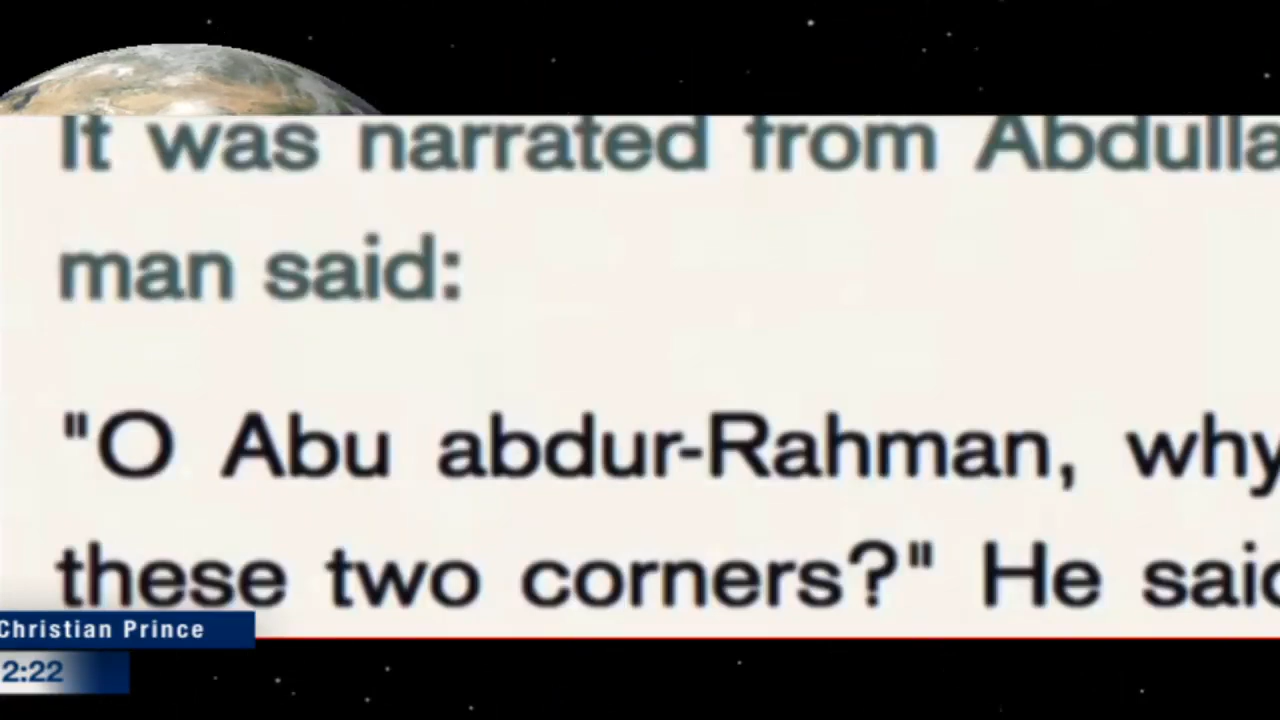 It was narrated from Abdulla
man said:
"O Abu abdur-Rahman, why
these two corners?" He said
Christian Prince
2:22